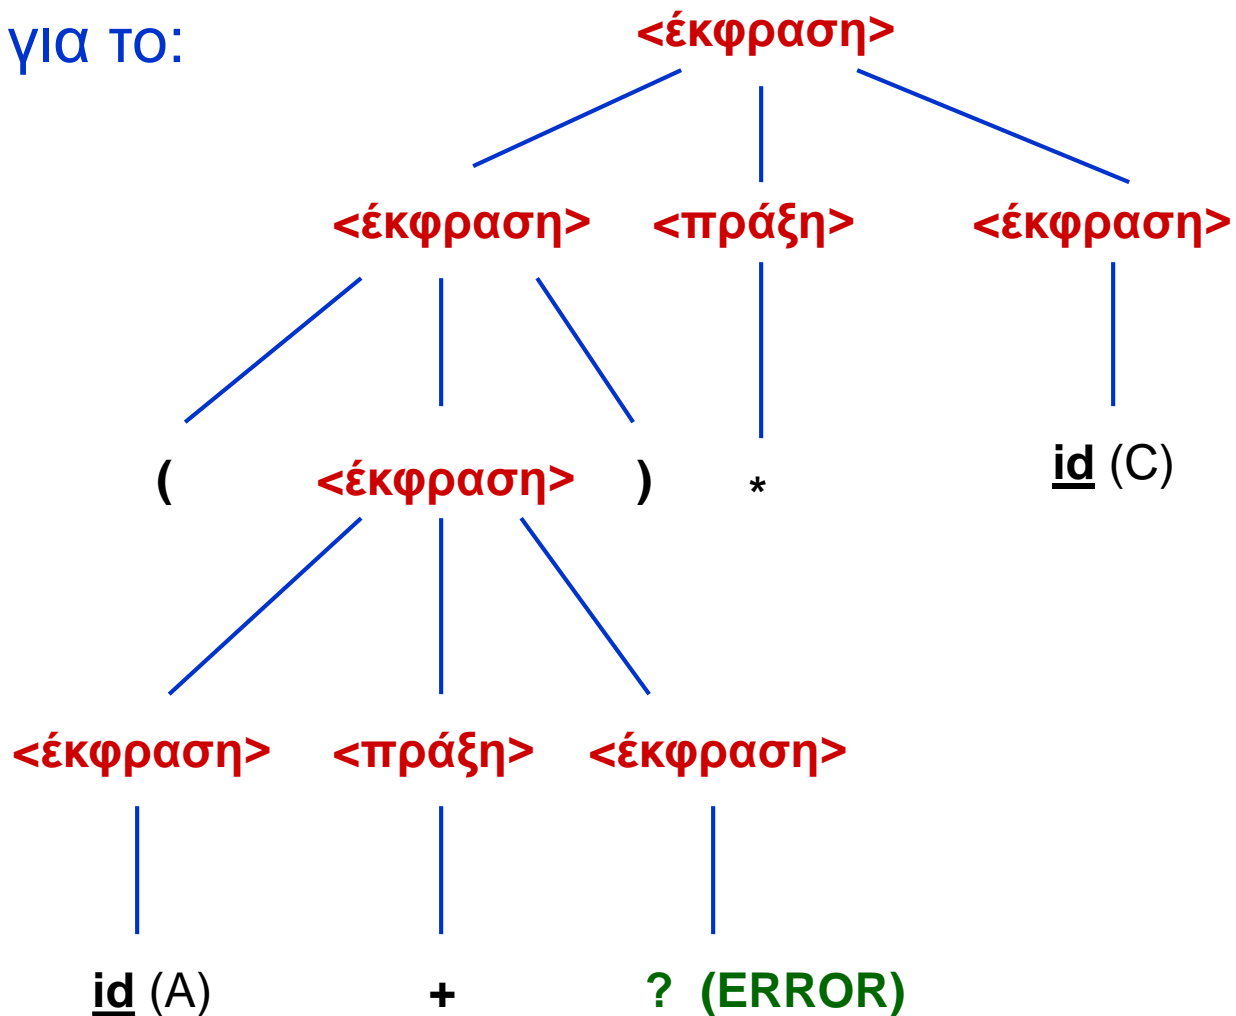 για το:
<έκφραση>
<έκφραση> <πράξη> <έκφραση>
( <έκφραση> ) * id (C)
<έκφραση> <πράξη> <έκφραση>
id (A) + ? (ERROR)